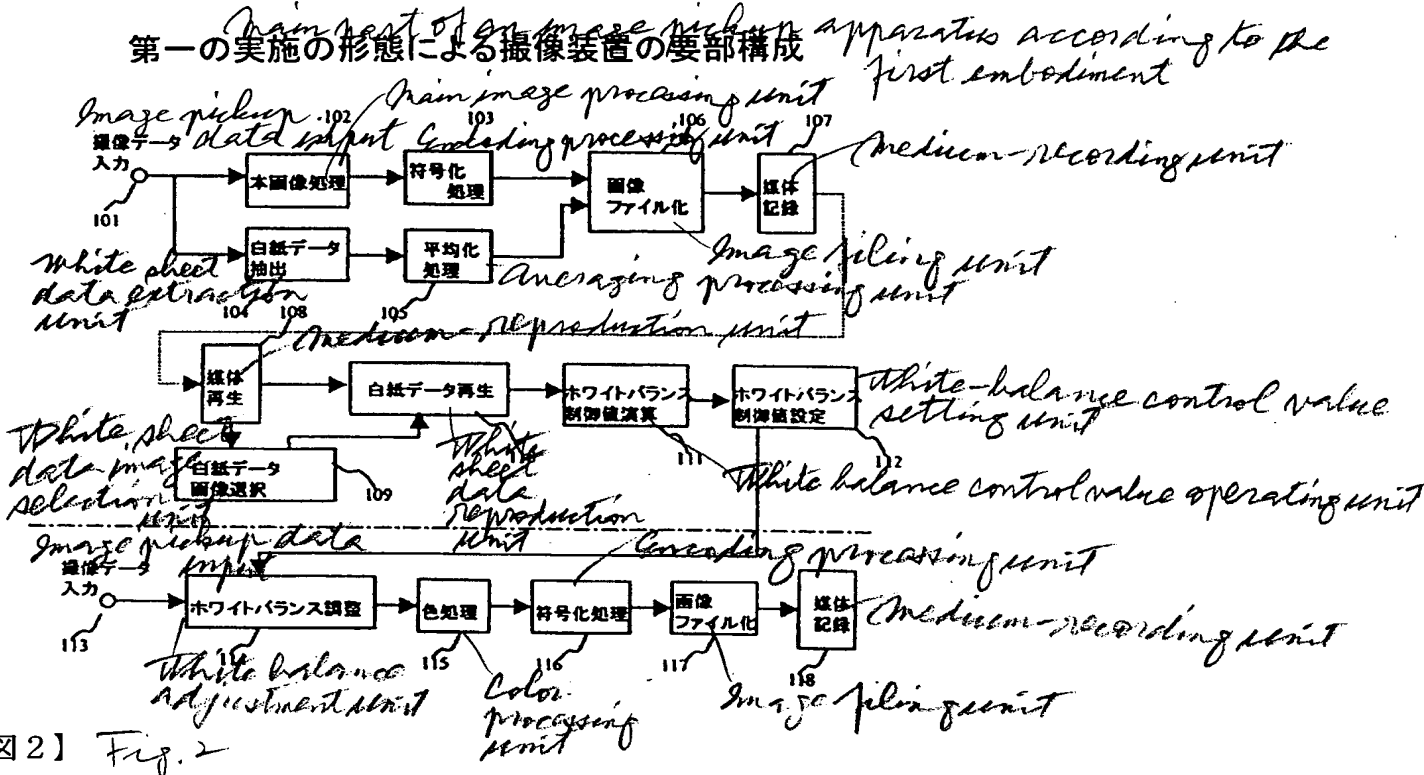 Main part of an image pickup apparatus according to the
first embodiment
第一の実施の形態による撮像装置の要部構成
Image pickup
data input
撮像データ
入力
101
102
Main image processing unit
本画像処理
103
Encoding processing unit
符号化
処理
106
画像
ファイル化
Image filing unit
107
媒体
記録
Medium-recording unit
White sheet
data extraction
unit
白紙データ
抽出
104
平均化
処理
105
Averaging processing
unit
108
Medium-reproduction unit
媒体
再生
白紙データ再生
White
sheet
data
reproduction
unit
ホワイトバランス
制御値演算
111
White balance control value operating unit
ホワイトバランス
制御値設定
112
White-balance control value
setting unit
White sheet
data image
selection
unit
白紙データ
画像選択
109
Image pickup data
input
撮像データ
入力
113
ホワイトバランス調整
White balance
adjustment unit
色処理
115
Color
processing
unit
Encoding processing unit
符号化処理
116
画像
ファイル化
117
Image filing unit
媒体
記録
118
Medium-recording unit
図2】 Fig. 2